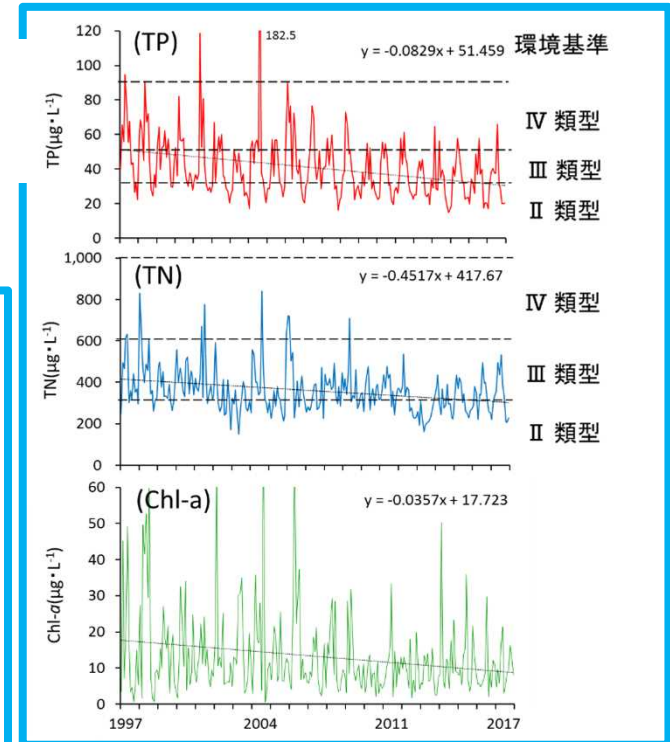 (TP)
182.5
y = -0.0829x + 51.459
環境基準
120
100
80
60
40
20
0
TP(μg・L⁻¹)
Ⅳ 類型
Ⅲ 類型
Ⅱ 類型
(TN)
y = -0.4517x + 417.67
1,000
800
600
400
200
0
TN(μg・L⁻¹)
Ⅳ 類型
Ⅲ 類型
Ⅱ 類型
(Chl-a)
y = -0.0357x + 17.723
60
50
40
30
20
10
0
Chl-a(μg・L⁻¹)
1997 2004 2011 2017